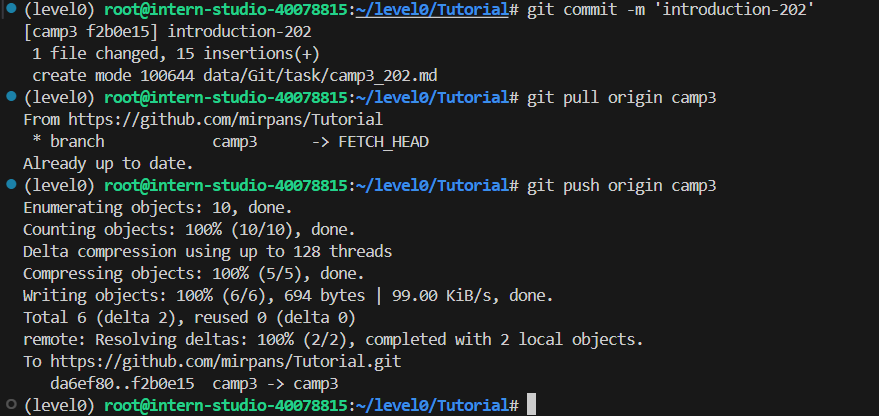 (level0) root@intern-studio-40078815:~/level0/Tutorial# git commit -m 'introduction-202'
[camp3 f2b0e15] introduction-202
 1 file changed, 15 insertions(+)
 create mode 100644 data/Git/task/camp3_202.md
(level0) root@intern-studio-40078815:~/level0/Tutorial# git pull origin camp3
From https://github.com/mirpans/Tutorial
 * branch            camp3      -> FETCH_HEAD
Already up to date.
(level0) root@intern-studio-40078815:~/level0/Tutorial# git push origin camp3
Enumerating objects: 10, done.
Counting objects: 100% (10/10), done.
Delta compression using up to 128 threads
Compressing objects: 100% (5/5), done.
Writing objects: 100% (6/6), 694 bytes | 99.00 KiB/s, done.
Total 6 (delta 2), reused 0 (delta 0)
remote: Resolving deltas: 100% (2/2), completed with 2 local objects.
To https://github.com/mirpans/Tutorial.git
   da6ef80..f2b0e15  camp3 -> camp3
(level0) root@intern-studio-40078815:~/level0/Tutorial#